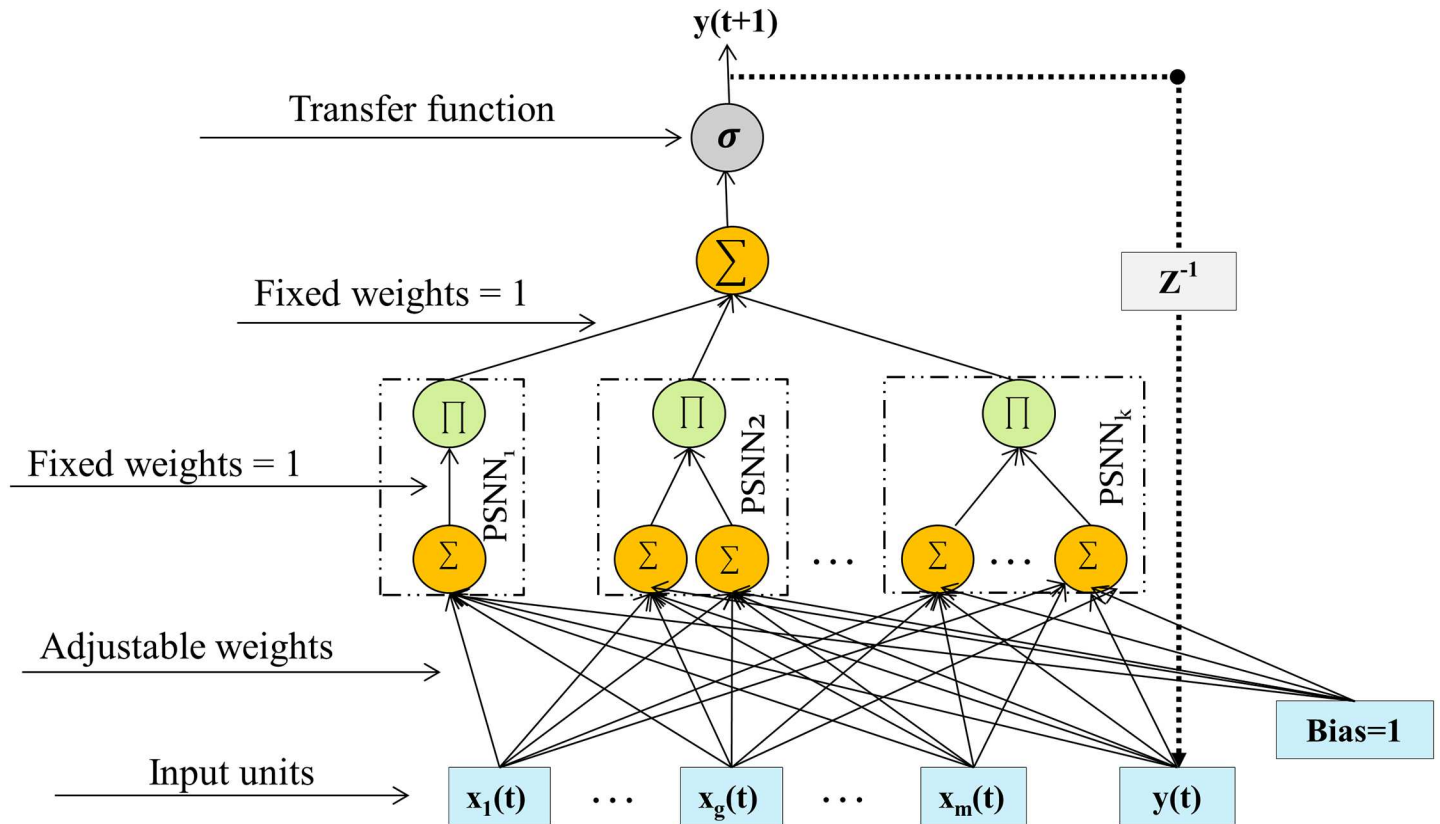 y(t+1)
Transfer function
σ
Z⁻¹
∑
Fixed weights = 1
∏
∏
∏
PSNN₁
PSNN2
PSNNₖ
Fixed weights = 1
∑
∑
∑
...
∑
...
∑
Adjustable weights
Bias=1
Input units
x₁(t)
...
x_g(t)
...
xₘ(t)
y(t)